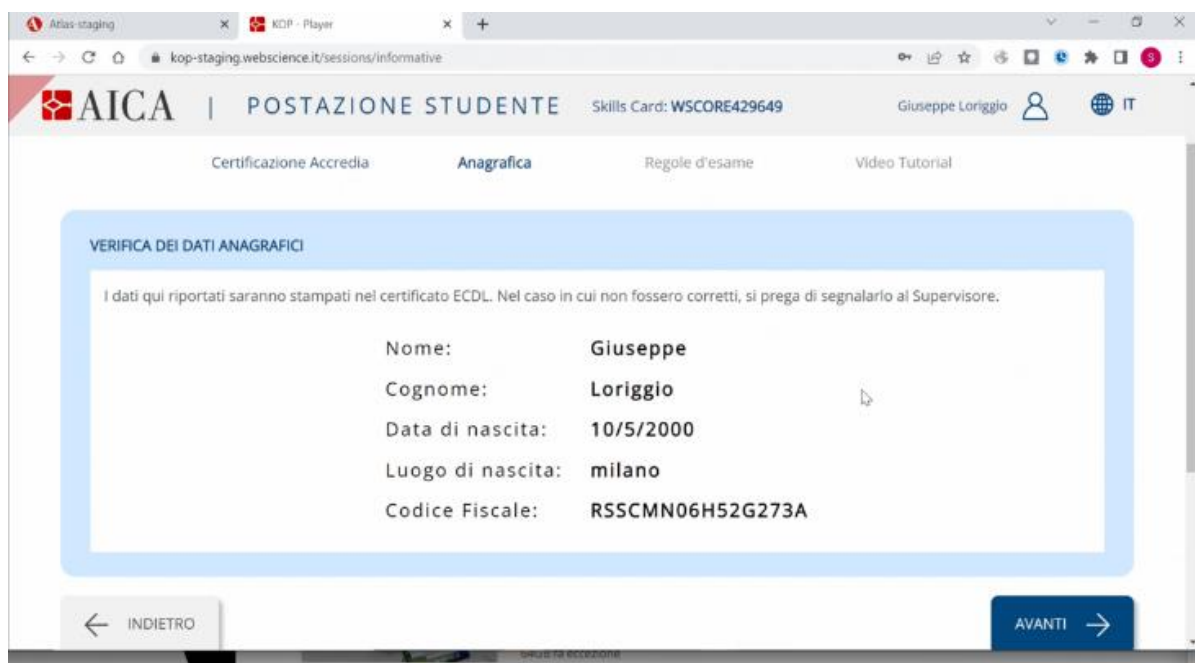 Atlas-staging
KOP - Player
kop-staging.webscience.it/sessions/informative
S
AICA | POSTAZIONE STUDENTE Skills Card: WSCORE429649 Giuseppe Loriggio IT
Certificazione Accredia Anagrafica Regole d'esame Video Tutorial
VERIFICA DEI DATI ANAGRAFICI
I dati qui riportati saranno stampati nel certificato ECDL. Nel caso in cui non fossero corretti, si prega di segnalarlo al Supervisore.
Nome: Giuseppe
Cognome: Loriggio
Data di nascita: 10/5/2000
Luogo di nascita: milano
Codice Fiscale: RSSCMN06H52G273A
INDIETRO
AVANTI